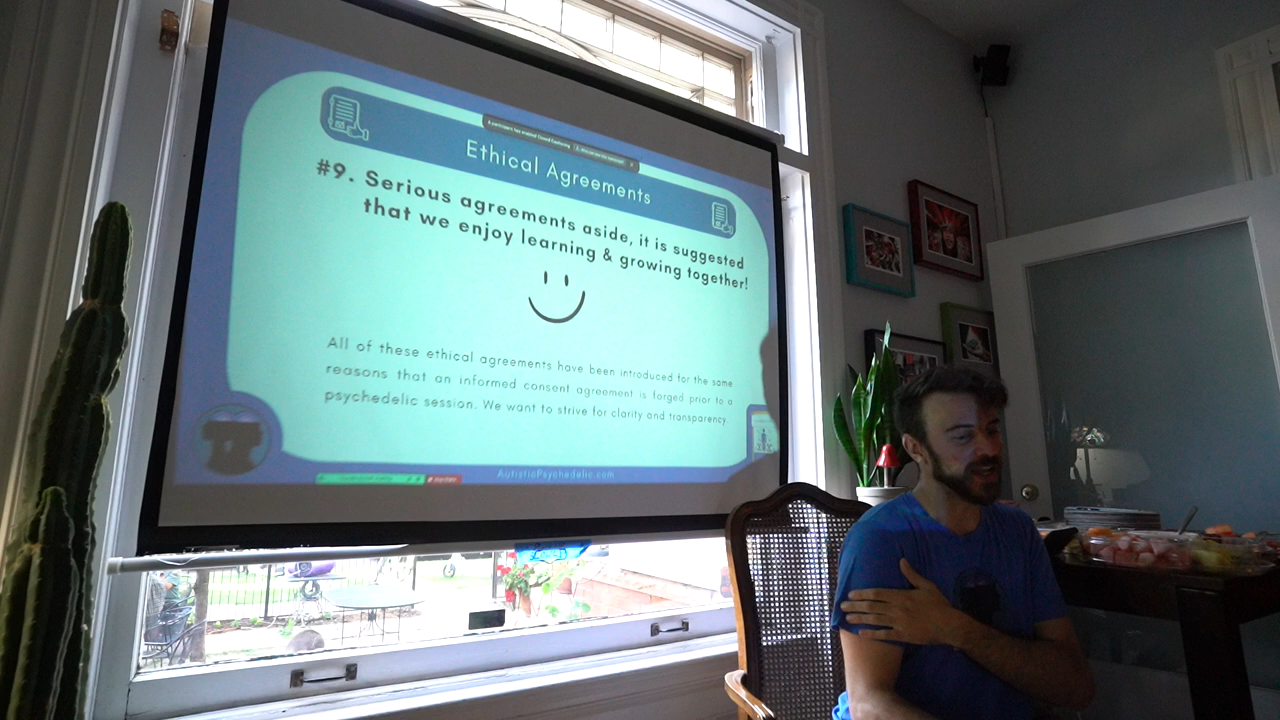 Ethical Agreements
#9. Serious agreements aside, it is suggested
that we enjoy learning & growing together!
All of these ethical agreements have been introduced for the same
reasons that an informed consent agreement is forged prior to a
psychedelic session. We want to strive for clarity and transparency.
AutisticPsychedelic.com